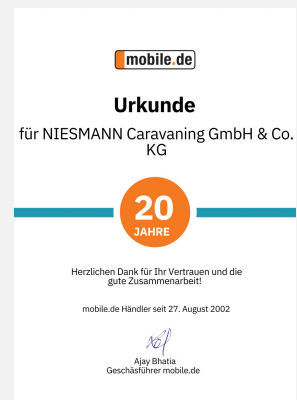 mobile.de
Urkunde
für NIESMANN Caravaning GmbH & Co.
KG
20
JAHRE
Herzlichen Dank für Ihr Vertrauen und die
gute Zusammenarbeit!
mobile.de Händler seit 27. August 2002
Ajay Bhatia
Geschäsführer mobile.de